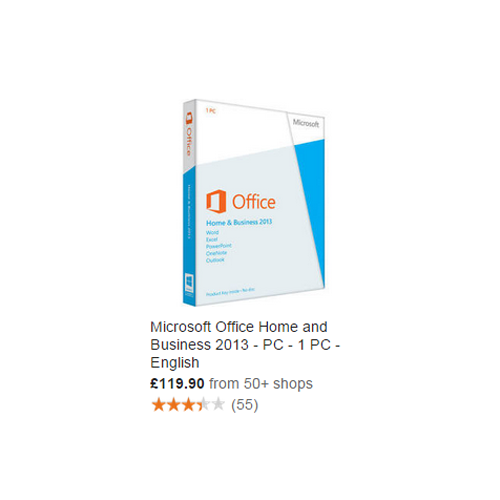 1 PC
Microsoft
Office
Office
Home & Business 2013
Home & Business 2013
Word
Excel
PowerPoint
OneNote
Outlook
Microsoft Office Home and
Business 2013 - PC - 1 PC -
English
£119.90 from 50+ shops
(55)